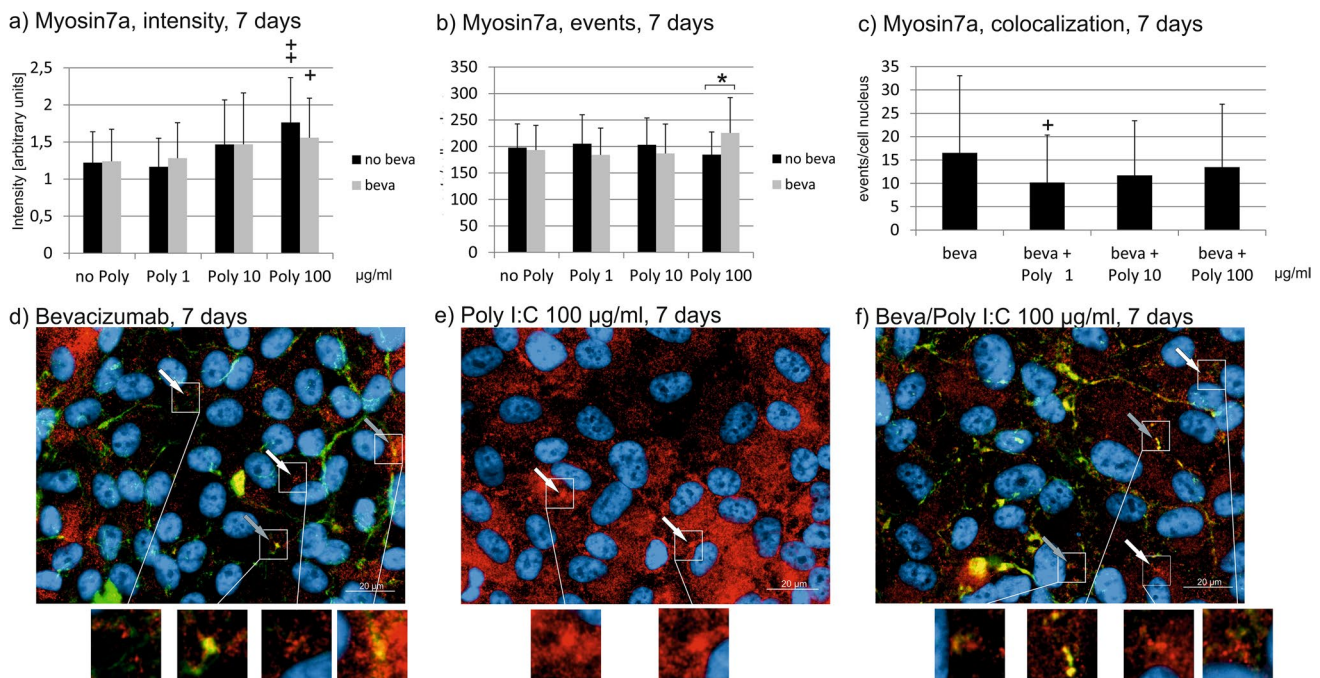 a) Myosin7a, intensity, 7 days
Intensity [arbitrary units]
2,5
2
1,5
1
0,5
0
‡
+
no Poly Poly 1 Poly 10 Poly 100 µg/ml
no beva
beva
b) Myosin7a, events, 7 days
350
300
250
200
150
100
50
0
*
no Poly Poly 1 Poly 10 Poly 100 µg/ml
no beva
beva
c) Myosin7a, colocalization, 7 days
events/cell nucleus
35
30
25
20
15
10
5
0
+
beva beva + beva + beva +
Poly 1 Poly 10 Poly 100 µg/ml
d) Bevacizumab, 7 days
20 µm
e) Poly I:C 100 µg/ml, 7 days
20 µm
f) Beva/Poly I:C 100 µg/ml, 7 days
20 µm